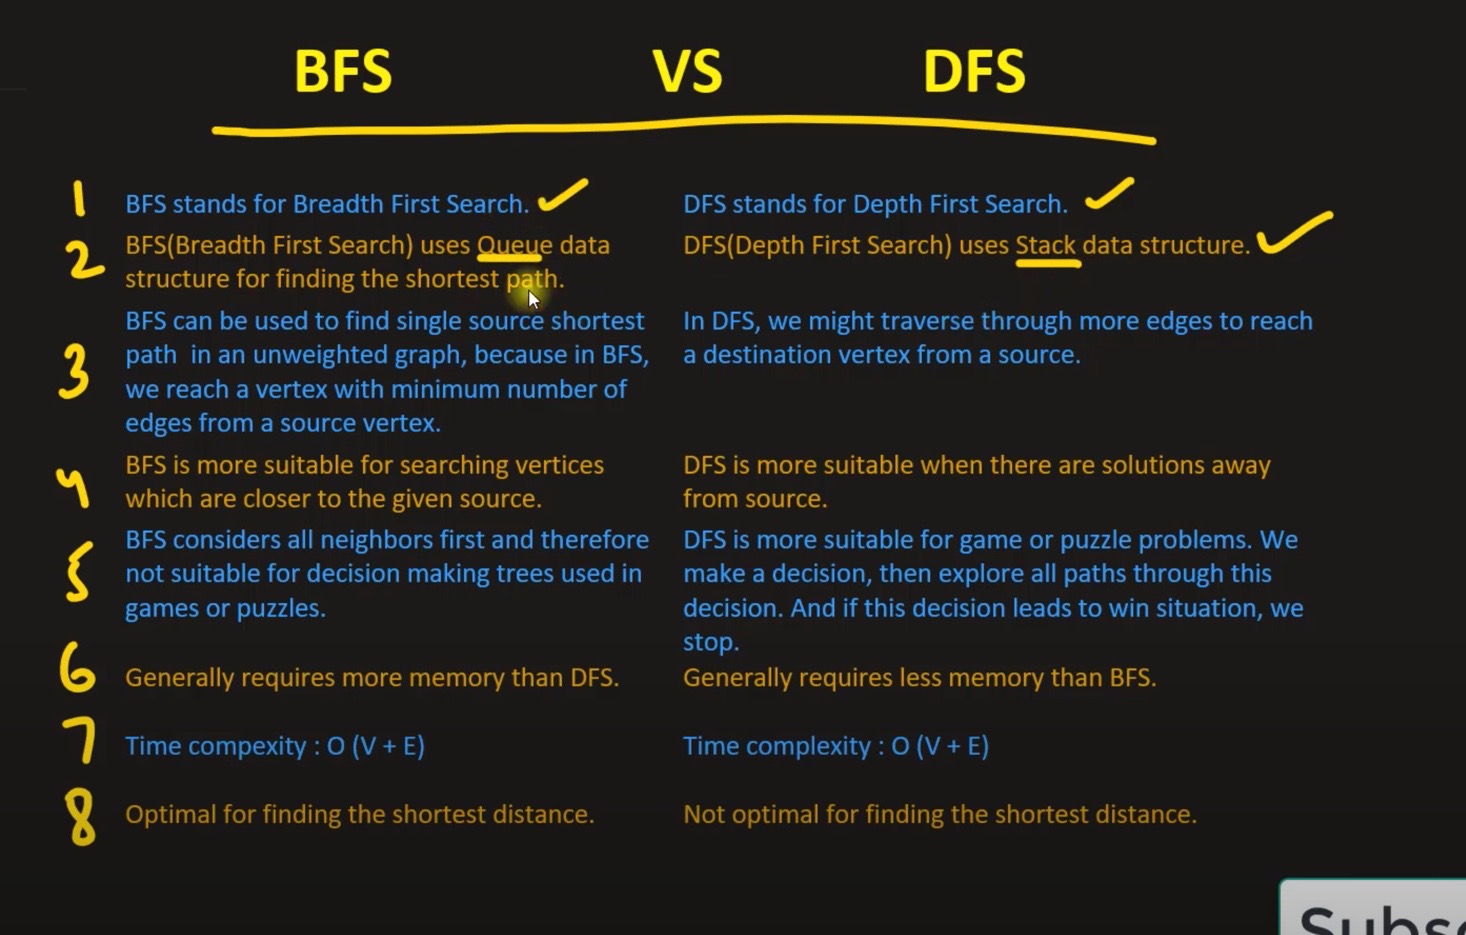 BFS VS DFS
1
BFS stands for Breadth First Search.
DFS stands for Depth First Search.
2
BFS(Breadth First Search) uses Queue data
structure for finding the shortest path.
DFS(Depth First Search) uses Stack data structure.
3
BFS can be used to find single source shortest
path in an unweighted graph, because in BFS,
we reach a vertex with minimum number of
edges from a source vertex.
In DFS, we might traverse through more edges to reach
a destination vertex from a source.
4
BFS is more suitable for searching vertices
which are closer to the given source.
DFS is more suitable when there are solutions away
from source.
5
BFS considers all neighbors first and therefore
not suitable for decision making trees used in
games or puzzles.
DFS is more suitable for game or puzzle problems. We
make a decision, then explore all paths through this
decision. And if this decision leads to win situation, we
stop.
6
Generally requires more memory than DFS.
Generally requires less memory than BFS.
7
Time compexity : O (V + E)
Time complexity : O (V + E)
8
Optimal for finding the shortest distance.
Not optimal for finding the shortest distance.